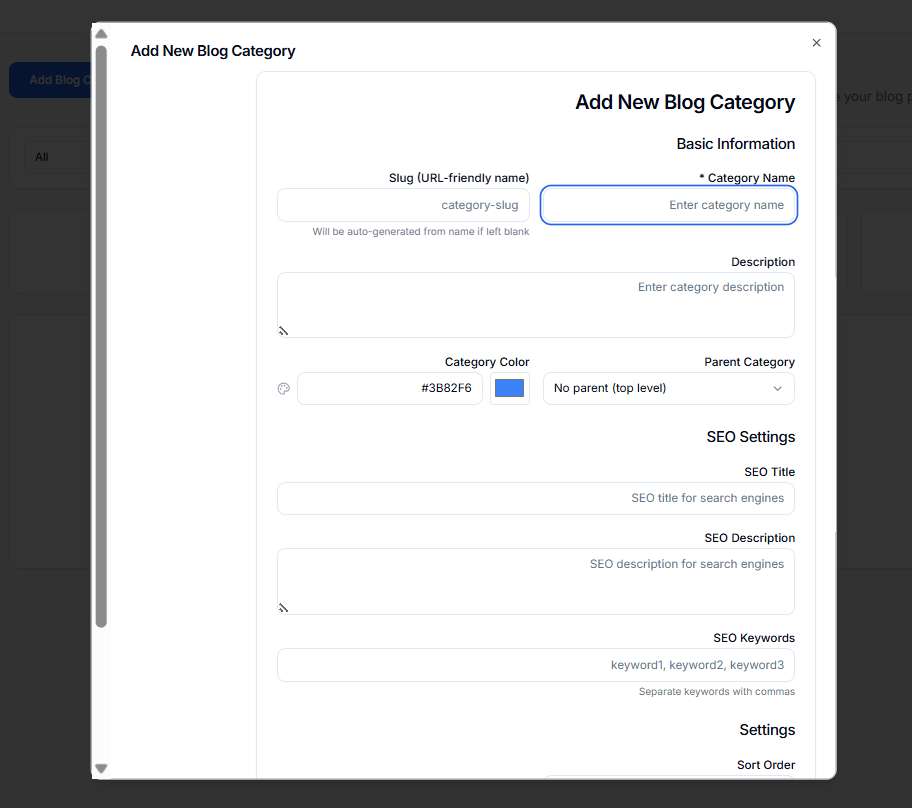 Add New Blog Category
Add Blog C
your blog p
All
Add New Blog Category
Basic Information
* Category Name
Enter category name
Slug (URL-friendly name)
category-slug
Will be auto-generated from name if left blank
Description
Enter category description
Parent Category
No parent (top level)
Category Color
#3B82F6
SEO Settings
SEO Title
SEO title for search engines
SEO Description
SEO description for search engines
SEO Keywords
keyword1, keyword2, keyword3
Separate keywords with commas
Settings
Sort Order